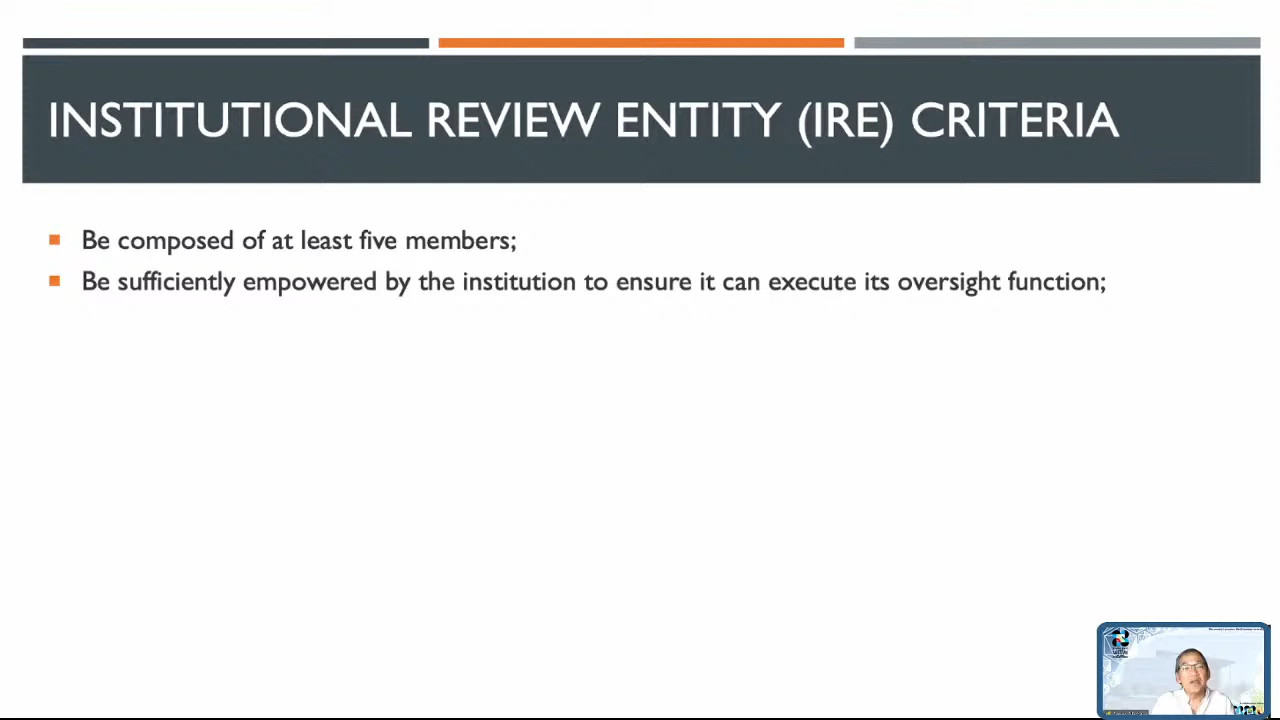 INSTITUTIONAL REVIEW ENTITY (IRE) CRITERIA
Be composed of at least five members;
Be sufficiently empowered by the institution to ensure it can execute its oversight function;